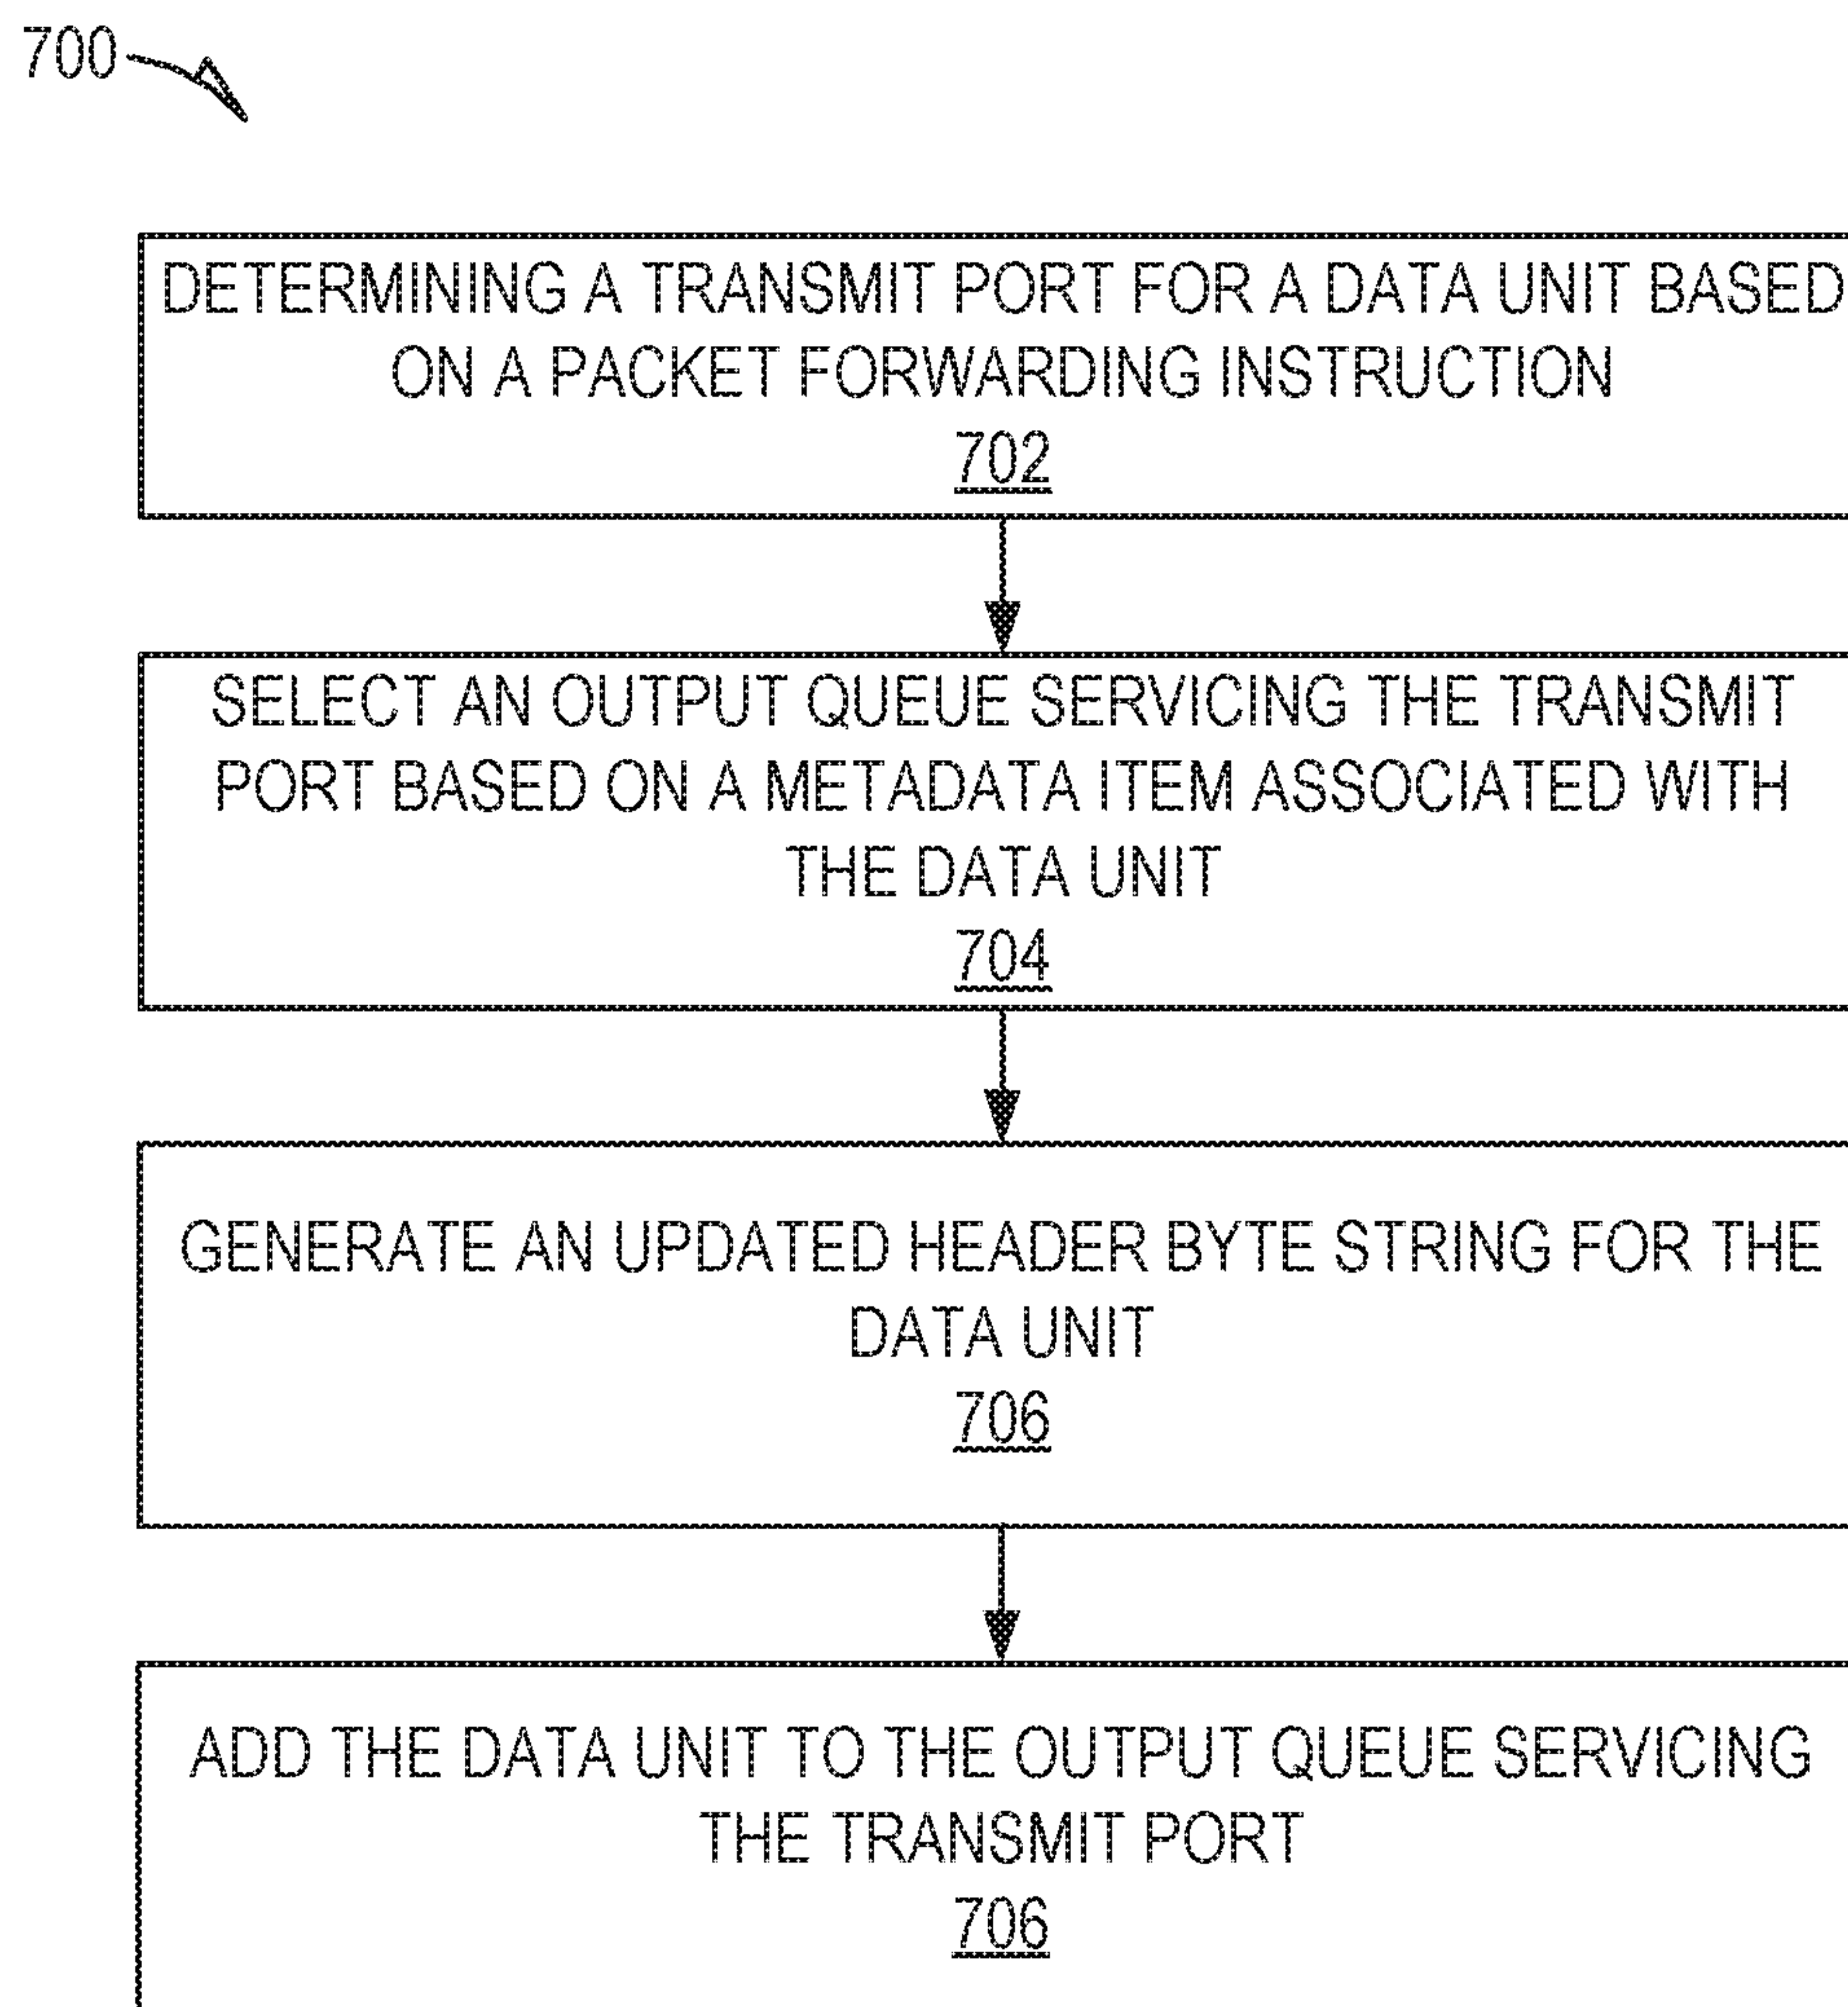 700
DETERMINING A TRANSMIT PORT FOR A DATA UNIT BASED
ON A PACKET FORWARDING INSTRUCTION
702
SELECT AN OUTPUT QUEUE SERVICING THE TRANSMIT
PORT BASED ON A METADATA ITEM ASSOCIATED WITH
THE DATA UNIT
704
GENERATE AN UPDATED HEADER BYTE STRING FOR THE
DATA UNIT
706
ADD THE DATA UNIT TO THE OUTPUT QUEUE SERVICING
THE TRANSMIT PORT
706